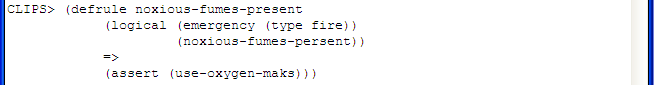 CLIPS> (defrule noxious-fumes-present
(logical (emergency (type fire))
(noxious-fumes-persent))
=>
(assert (use-oxygen-maks)))